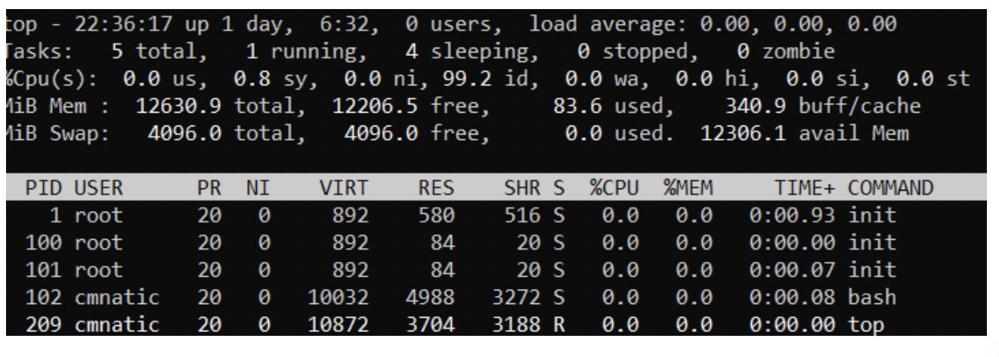 top - 22:36:17 up 1 day,  6:32,  0 users,  load average: 0.00, 0.00, 0.00
Tasks:   5 total,   1 running,   4 sleeping,   0 stopped,   0 zombie
%Cpu(s):  0.0 us,  0.8 sy,  0.0 ni, 99.2 id,  0.0 wa,  0.0 hi,  0.0 si,  0.0 st
MiB Mem :  12630.9 total,  12206.5 free,     83.6 used,    340.9 buff/cache
MiB Swap:   4096.0 total,   4096.0 free,      0.0 used.  12306.1 avail Mem
PID USER      PR  NI    VIRT    RES    SHR S  %CPU  %MEM     TIME+ COMMAND
1 root      20   0     892    580    516 S   0.0   0.0   0:00.93 init
100 root      20   0     892     84     20 S   0.0   0.0   0:00.00 init
101 root      20   0     892     84     20 S   0.0   0.0   0:00.07 init
102 cmnatic   20   0   10032   4988   3272 S   0.0   0.0   0:00.08 bash
209 cmnatic   20   0   10872   3704   3188 R   0.0   0.0   0:00.00 top